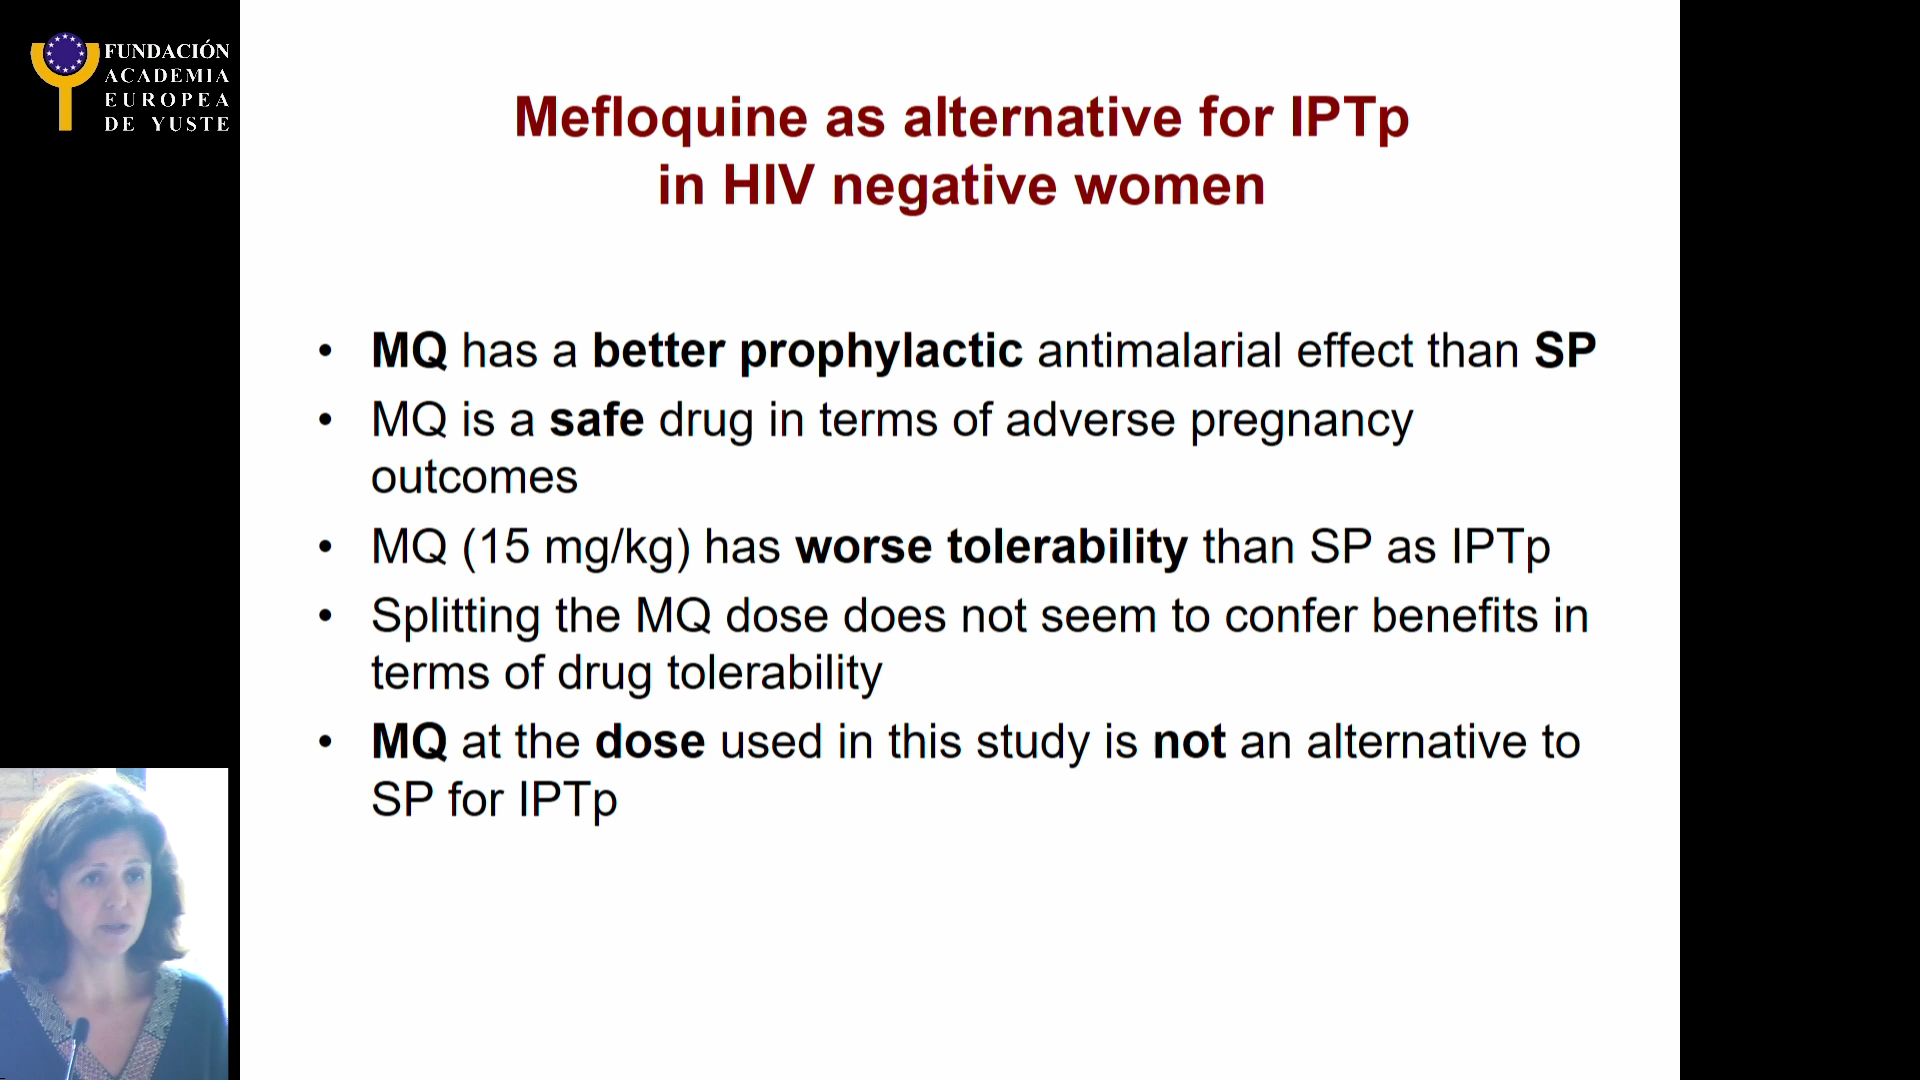 FUNDACIÓN
ACADEMIA
EUROPEA
DE YUSTE
Mefloquine as alternative for IPTp
in HIV negative women
• MQ has a better prophylactic antimalarial effect than SP
• MQ is a safe drug in terms of adverse pregnancy
outcomes
• MQ (15 mg/kg) has worse tolerability than SP as IPTp
• Splitting the MQ dose does not seem to confer benefits in
terms of drug tolerability
• MQ at the dose used in this study is not an alternative to
SP for IPTp